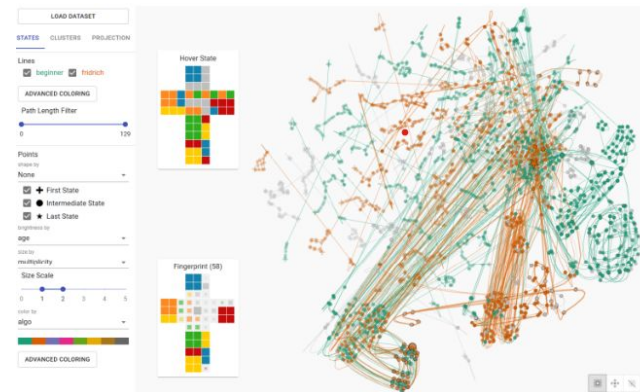 LOAD DATASET
STATES CLUSTERS PROJECTION
Lines
beginner fridrich
ADVANCED COLORING
Path Length Filter
0 129
Points
shape by
None
First State
Intermediate State
Last State
brightness by
age
size by
multiplicity
Size Scale
0 1 2 3 4 5
color by
algo
ADVANCED COLORING
Hover State
Fingerprint (58)